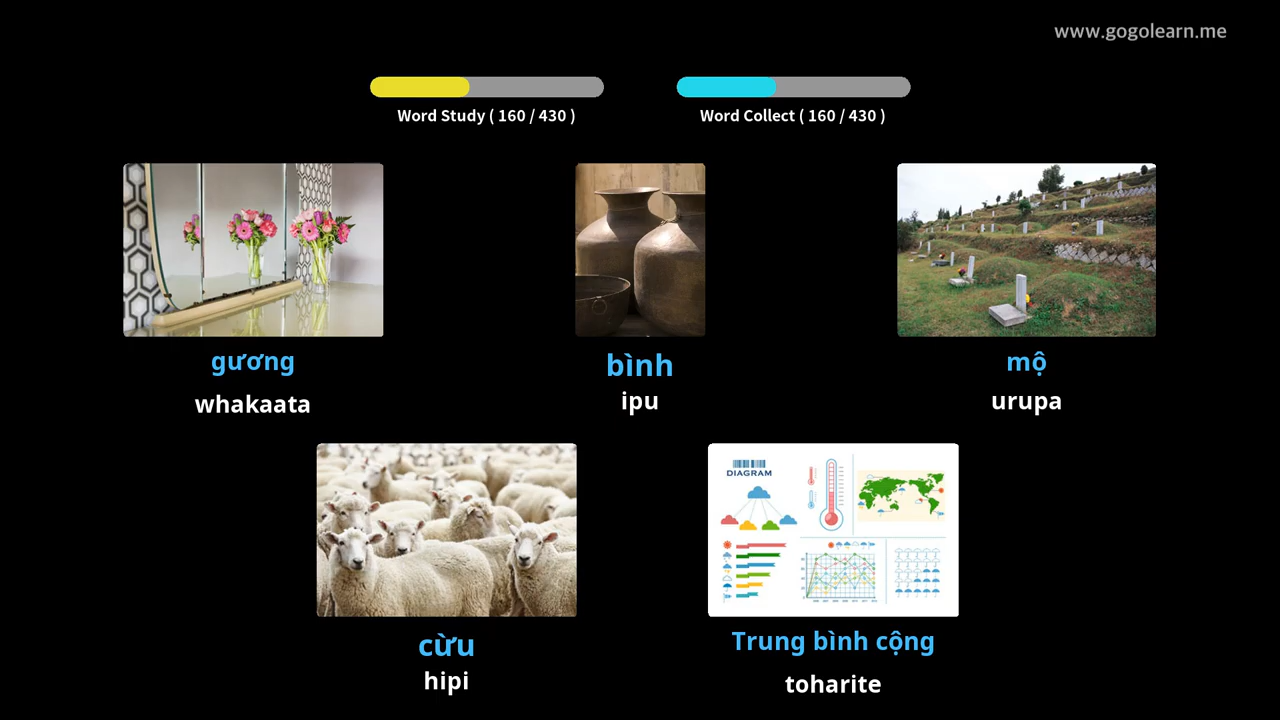 www.gogolearn.me
Word Study ( 160 / 430 )
Word Collect ( 160 / 430 )
gương
whakaata
bình
ipu
mộ
urupa
cừu
hipi
DIAGRAM
Trung bình cộng
toharite